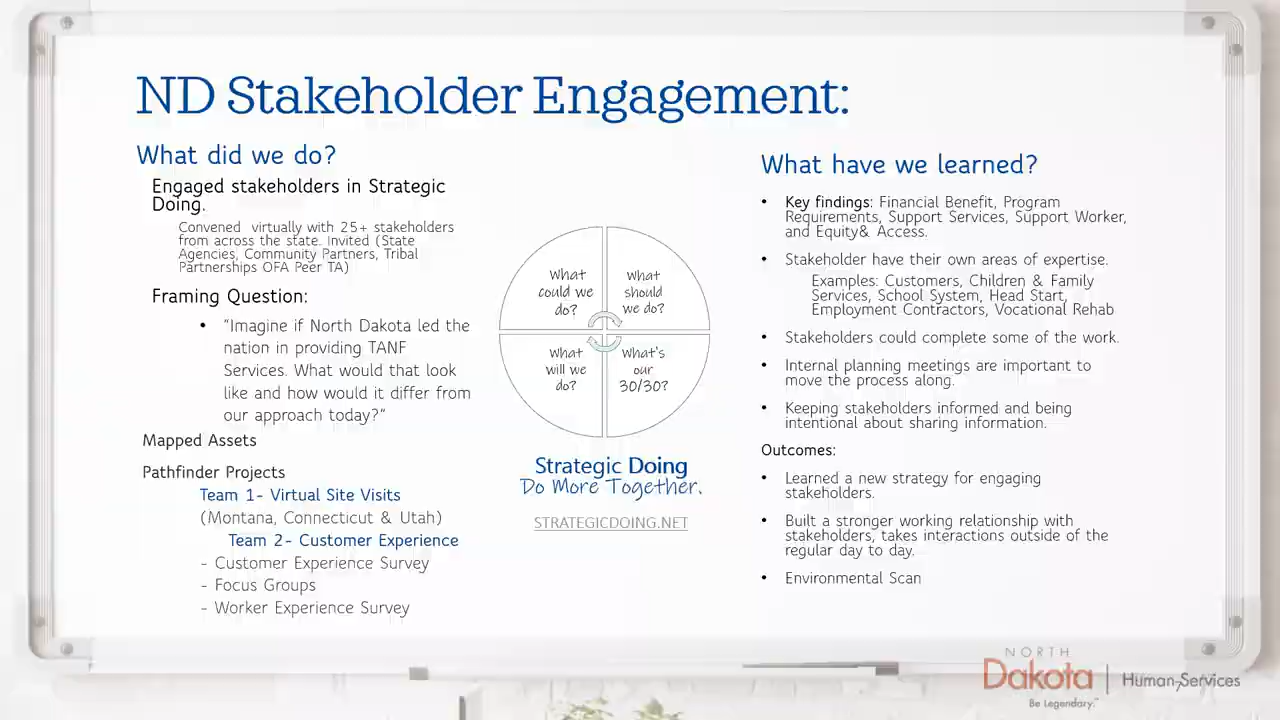 ND Stakeholder Engagement:
What did we do?
Engaged stakeholders in Strategic
Doing.
Convened virtually with 25+ stakeholders
from across the state. Invited (State
Agencies, Community Partners, Tribal
Partnerships OFA Peer TA)
Framing Question:
• “Imagine if North Dakota led the
nation in providing TANF
Services. What would that look
like and how would it differ from
our approach today?“
Mapped Assets
Pathfinder Projects
Team 1- Virtual Site Visits
(Montana, Connecticut & Utah)
Team 2- Customer Experience
- Customer Experience Survey
- Focus Groups
- Worker Experience Survey
What
could we
do?
What
should
we do?
What
will we
do?
What's
our
30/30?
Strategic Doing
Do More Together.
STRATEGICDOING.NET
What have we learned?
• Key findings: Financial Benefit, Program
Requirements, Support Services, Support Worker,
and Equity& Access.
• Stakeholder have their own areas of expertise.
Examples: Customers, Children & Family
Services, School System, Head Start,
Employment Contractors, Vocational Rehab
• Stakeholders could complete some of the work.
• Internal planning meetings are important to
move the process along.
• Keeping stakeholders informed and being
intentional about sharing information.
Outcomes:
• Learned a new strategy for engaging
stakeholders.
• Built a stronger working relationship with
stakeholders, takes interactions outside of the
regular day to day.
• Environmental Scan
NORTH
Dakota
Be Legendary.™
Human Services
7